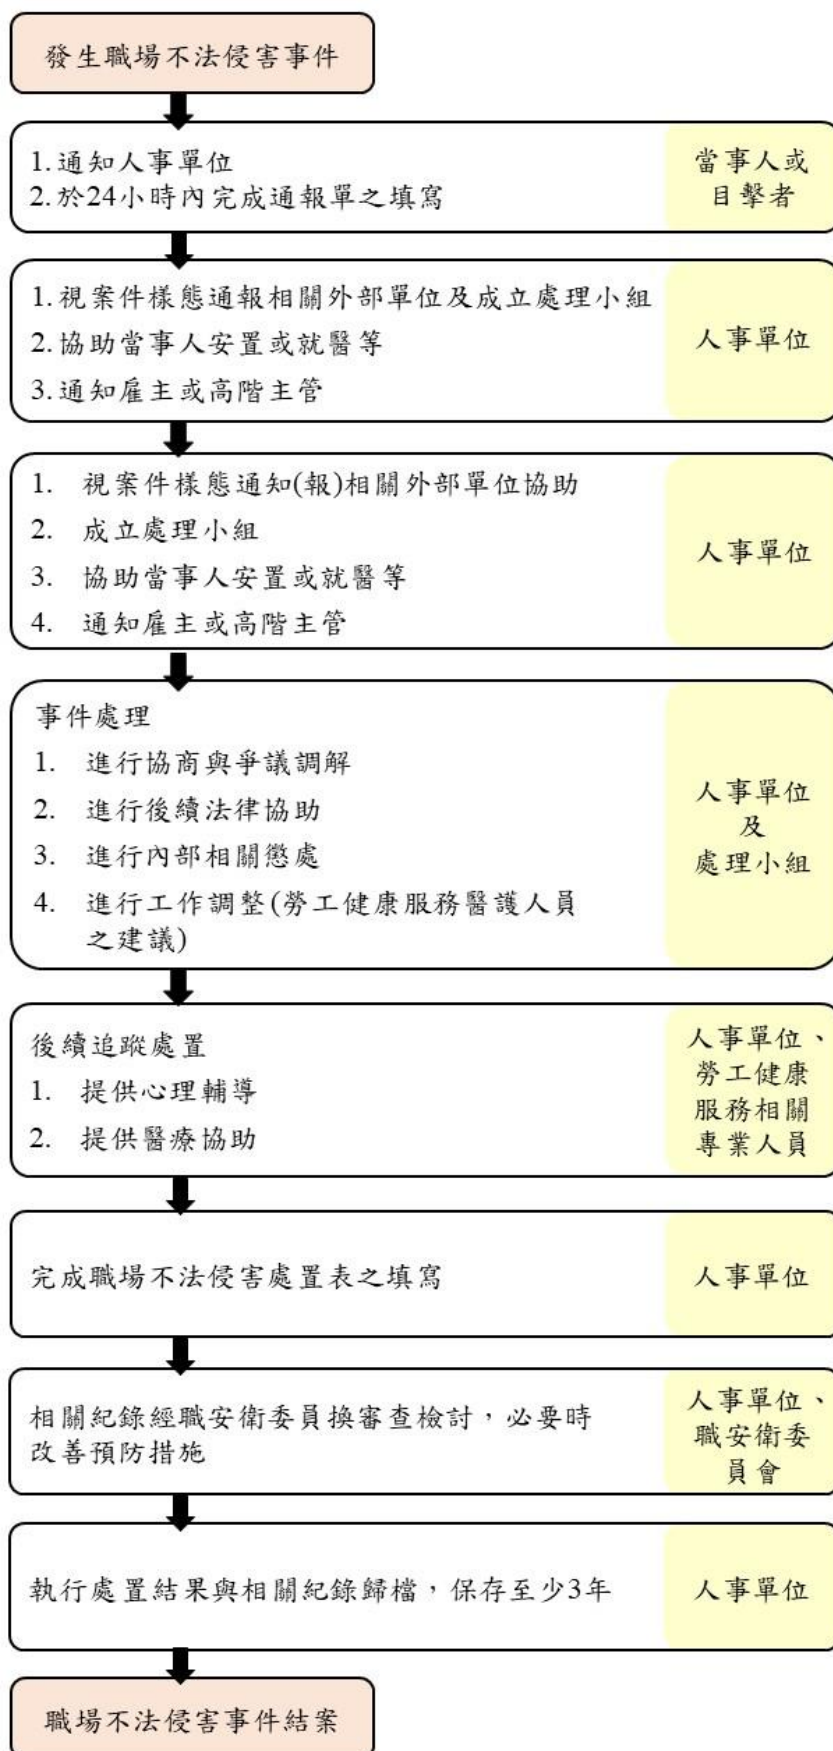 發生職場不法侵害事件
1.通知人事單位
2.於24小時內完成通報單之填寫
當事人或
目擊者
1.視案件樣態通報相關外部單位及成立處理小組
2.協助當事人安置或就醫等
3.通知雇主或高階主管
人事單位
1. 視案件樣態通知(報)相關外部單位協助
2. 成立處理小組
3. 協助當事人安置或就醫等
4. 通知雇主或高階主管
人事單位
事件處理
1. 進行協商與爭議調解
2. 進行後續法律協助
3. 進行內部相關懲處
4. 進行工作調整(勞工健康服務醫護人員
之建議)
人事單位
及
處理小組
後續追蹤處置
1. 提供心理輔導
2. 提供醫療協助
人事單位、
勞工健康
服務相關
專業人員
完成職場不法侵害處置表之填寫
人事單位
相關紀錄經職安衛委員換審查檢討，必要時
改善預防措施
人事單位、
職安衛委
員會
執行處置結果與相關紀錄歸檔，保存至少3年
人事單位
職場不法侵害事件結案